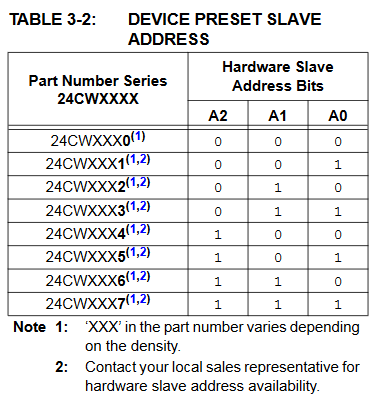 TABLE 3-2: DEVICE PRESET SLAVE
ADDRESS
Part Number Series
24CWXXXX
Hardware Slave
Address Bits
A2 A1 A0
24CWXXX0(1) 0 0 0
24CWXXX1(1,2) 0 0 1
24CWXXX2(1,2) 0 1 0
24CWXXX3(1,2) 0 1 1
24CWXXX4(1,2) 1 0 0
24CWXXX5(1,2) 1 0 1
24CWXXX6(1,2) 1 1 0
24CWXXX7(1,2) 1 1 1
Note 1: ‘XXX’ in the part number varies depending
on the density.
2: Contact your local sales representative for
hardware slave address availability.